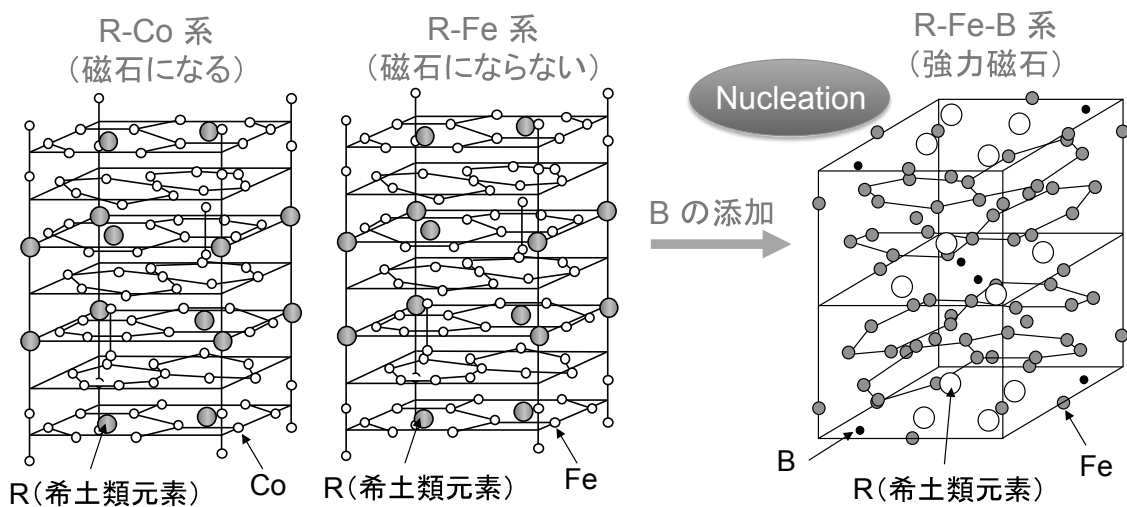 R-Co 系
（磁石になる）
R-Fe 系
（磁石にならない）
Nucleation
R-Fe-B 系
（強力磁石）
B の添加
R（希土類元素）
Co
R（希土類元素）
Fe
B
R（希土類元素）
Fe